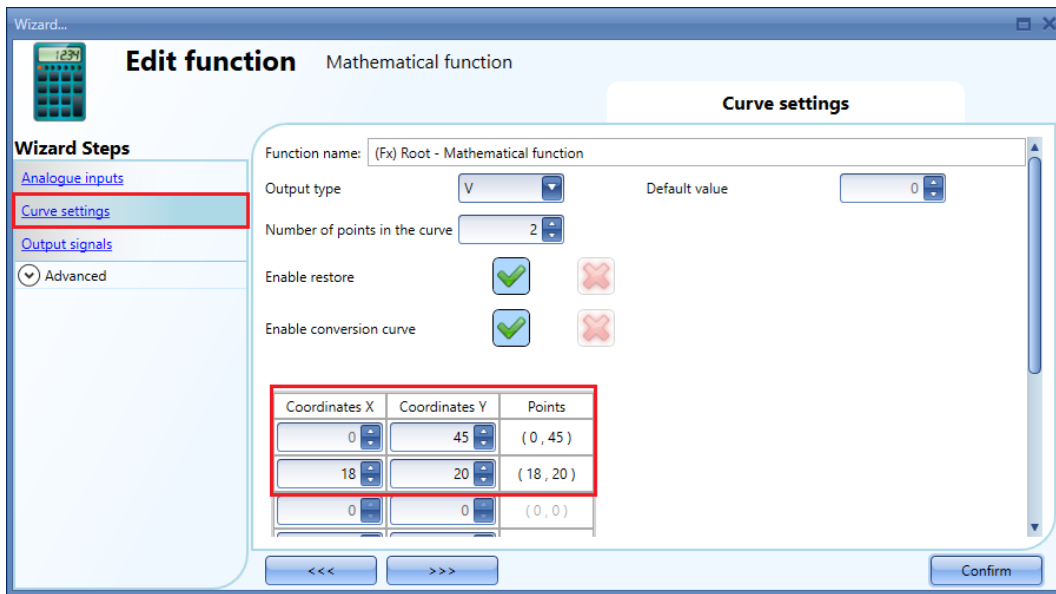 Wizard...
1234
Edit function Mathematical function
Curve settings
Wizard Steps
Analogue inputs
Curve settings
Output signals
Advanced
Function name: (Fx) Root - Mathematical function
Output type V Default value 0
Number of points in the curve 2
Enable restore
Enable conversion curve
Coordinates X Coordinates Y Points
0 45 ( 0 , 45 )
18 20 ( 18 , 20 )
0 0 ( 0 , 0 )
<<< >>> Confirm